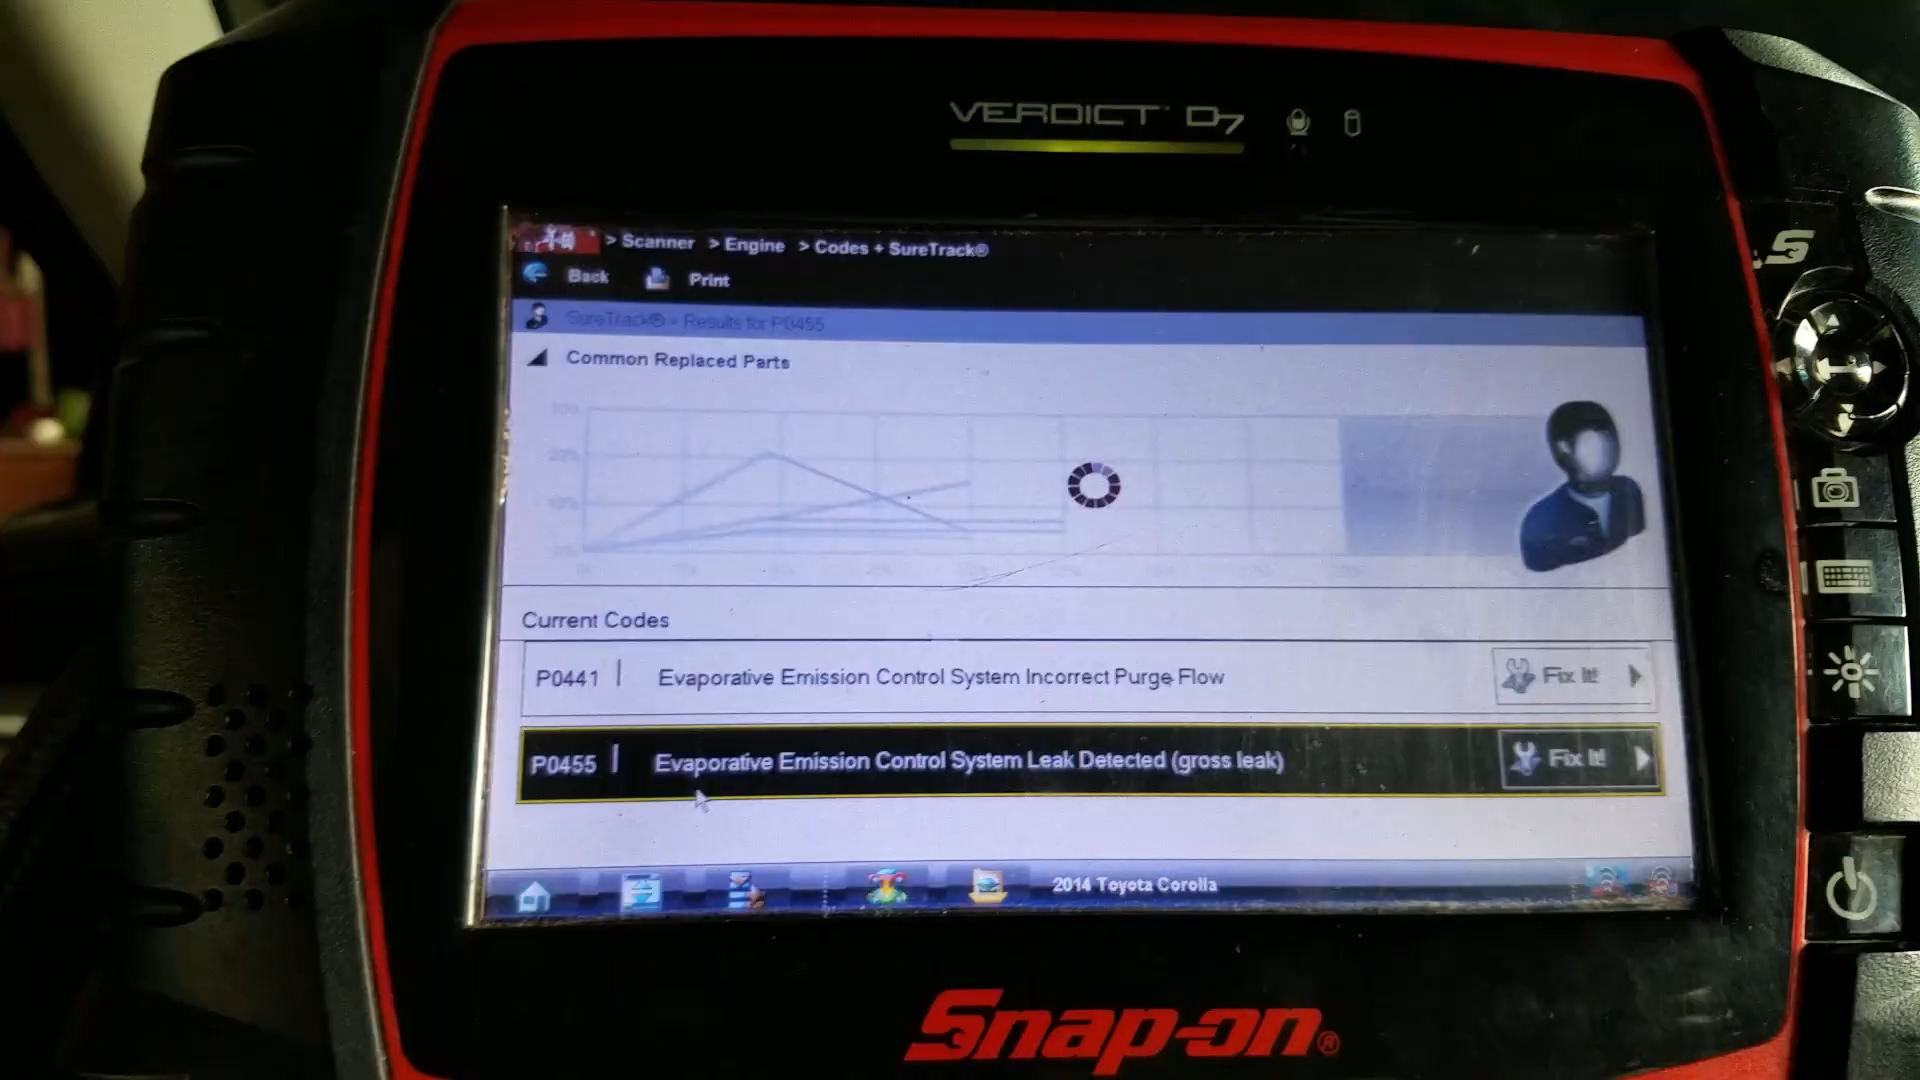 VERDICT D7
> Scanner > Engine > Codes + SureTrack®
Back Print
SureTrack® > Results for P0455
Common Replaced Parts
Current Codes
P0441 | Evaporative Emission Control System Incorrect Purge Flow Fix It!
P0455 | Evaporative Emission Control System Leak Detected (gross leak) Fix It!
2014 Toyota Corolla
Snap-on®